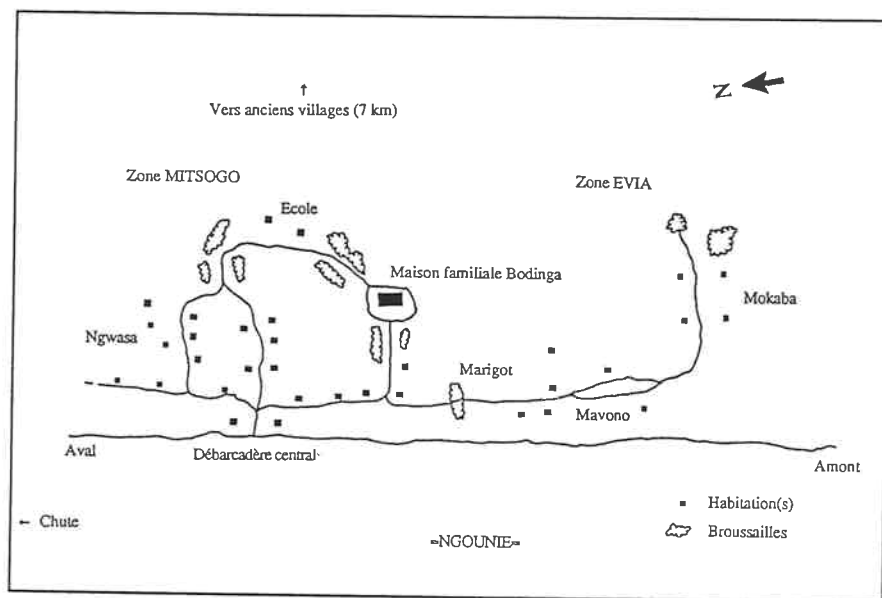 N
↑
Vers anciens villages (7 km)
Zone MITSOGO
Zone EVIA
Ecole
Maison familiale Bodinga
Mokaba
Ngwasa
Marigot
Mavono
Aval
Débarcadère central
Amont
Habitation(s)
← Chute
Broussailles
=NGOUNIE=